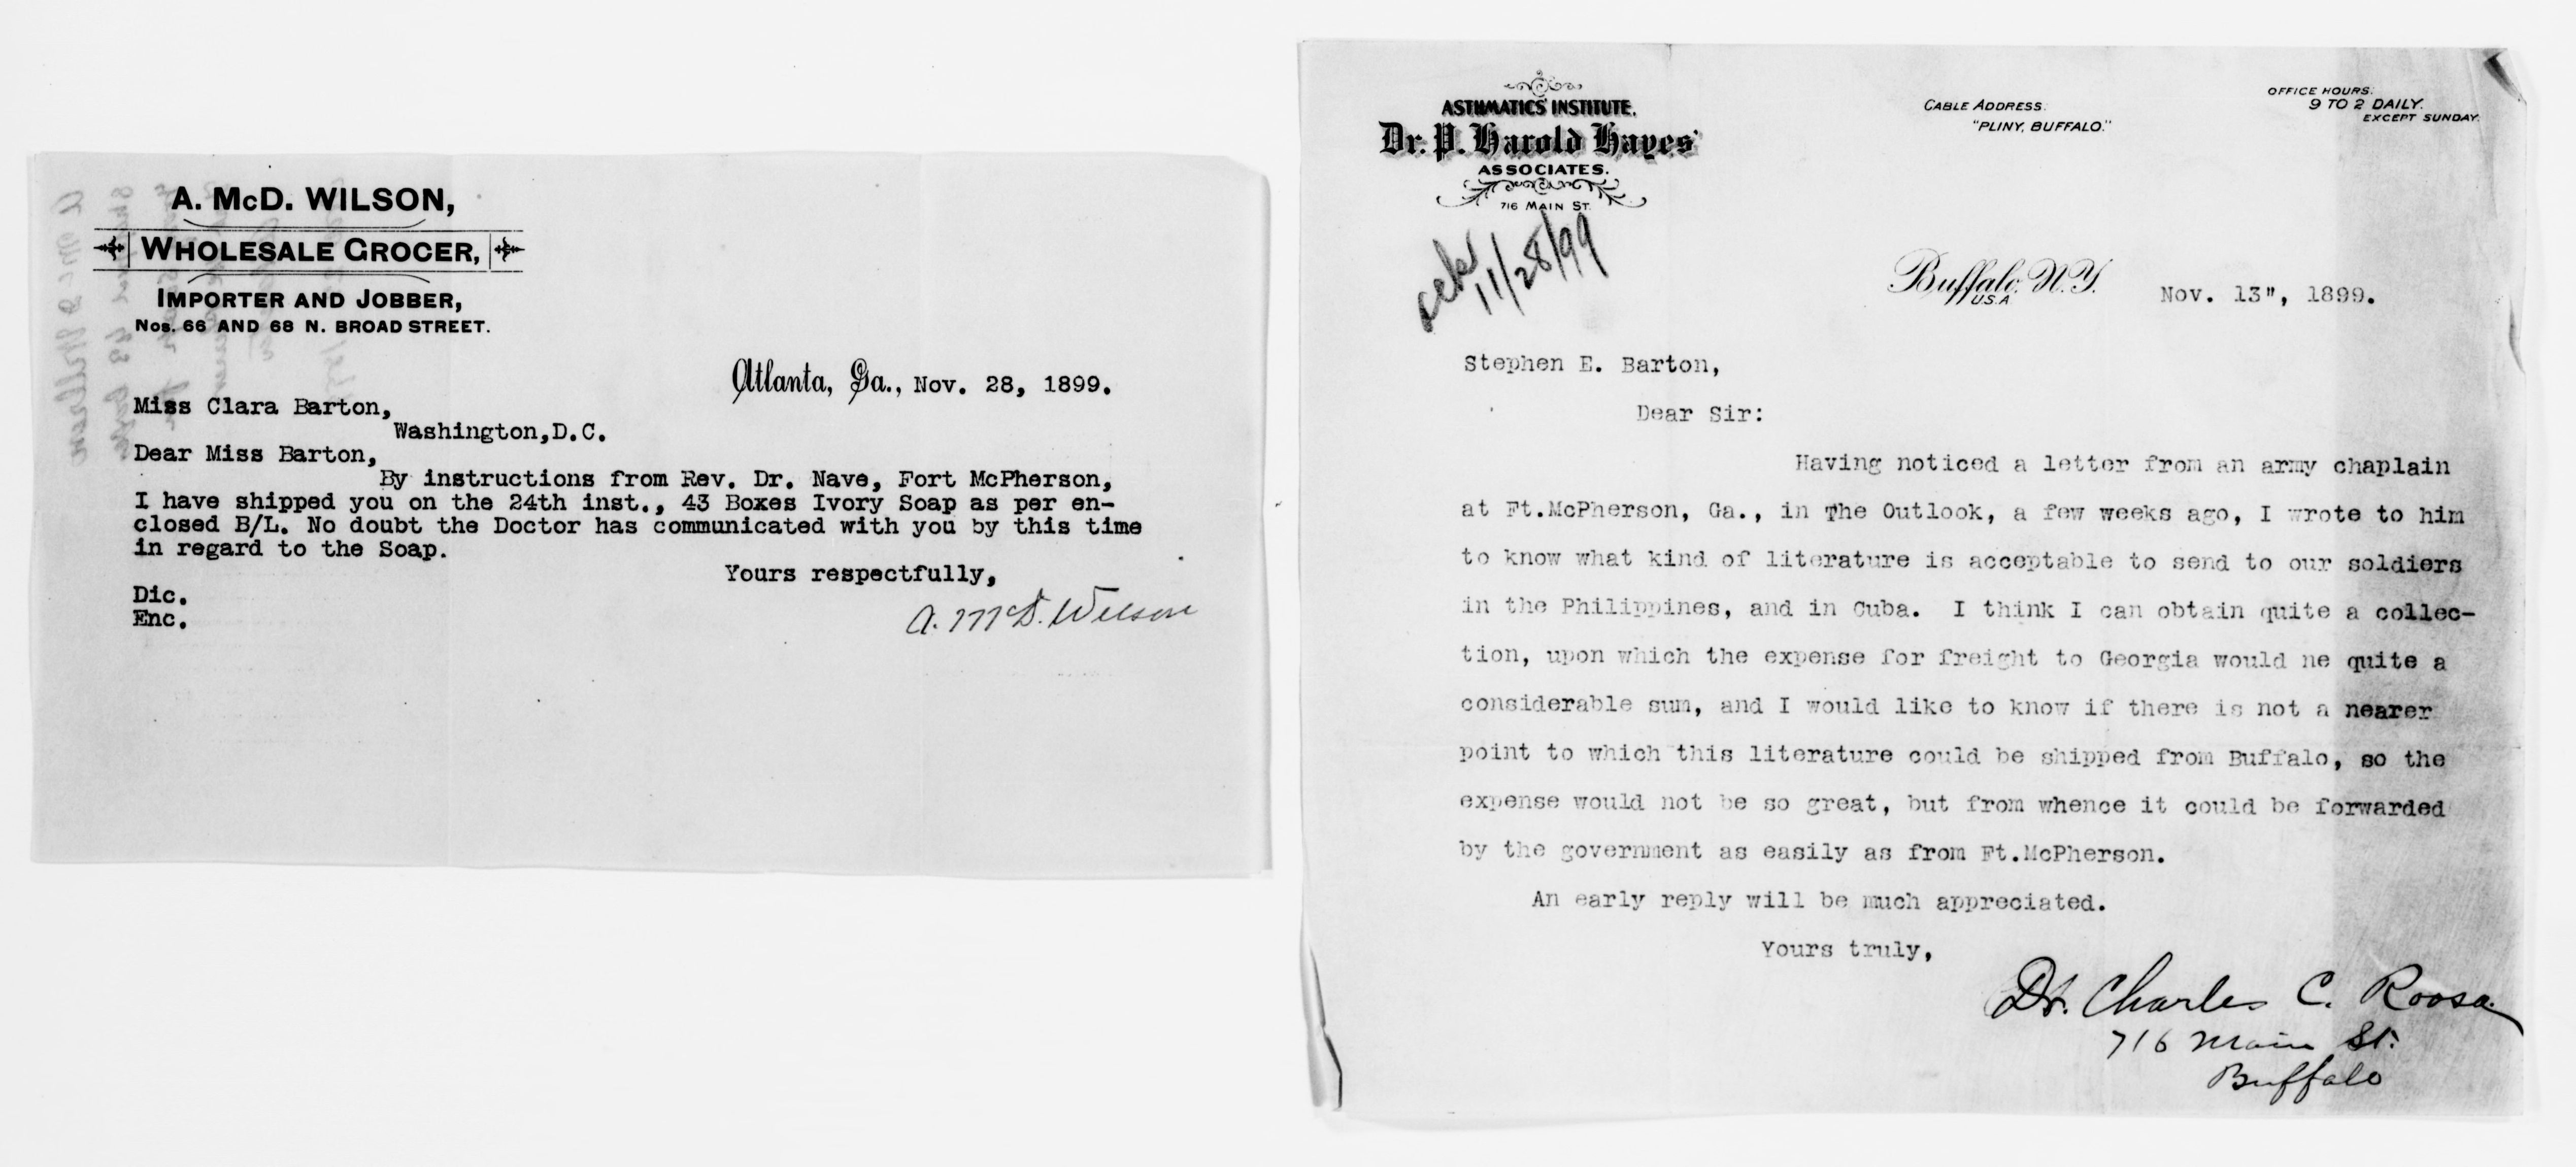 A. McD. WILSON,
WHOLESALE GROCER,
IMPORTER AND JOBBER,
Nos. 66 AND 68 N. BROAD STREET.
Atlanta, Ga., Nov. 28, 1899.
Miss Clara Barton,
Washington,D.C.
Dear Miss Barton,
By instructions from Rev. Dr. Nave, Fort McPherson,
I have shipped you on the 24th inst., 43 Boxes Ivory Soap as per en-
closed B/L. No doubt the Doctor has communicated with you by this time
in regard to the Soap.
Yours respectfully,
Dic.
Enc.
A. McD. Wilson
ASTHMATICS' INSTITUTE.
Dr. P. Harold Hayes'
ASSOCIATES.
716 MAIN ST.
CABLE ADDRESS.
"PLINY, BUFFALO."
OFFICE HOURS:
9 TO 2 DAILY.
EXCEPT SUNDAY.
11/28/99
Buffalo, N.Y.
U.S.A.
Nov. 13", 1899.
Stephen E. Barton,
Dear Sir:
Having noticed a letter from an army chaplain
at Ft.McPherson, Ga., in The Outlook, a few weeks ago, I wrote to him
to know what kind of literature is acceptable to send to our soldiers
in the Philippines, and in Cuba.  I think I can obtain quite a collec-
tion, upon which the expense for freight to Georgia would ne quite a
considerable sum, and I would like to know if there is not a nearer
point to which this literature could be shipped from Buffalo, so the
expense would not be so great, but from whence it could be forwarded
by the government as easily as from Ft.McPherson.
An early reply will be much appreciated.
Yours truly,
Dr. Charles C. Roosa.
716 Main St.
Buffalo